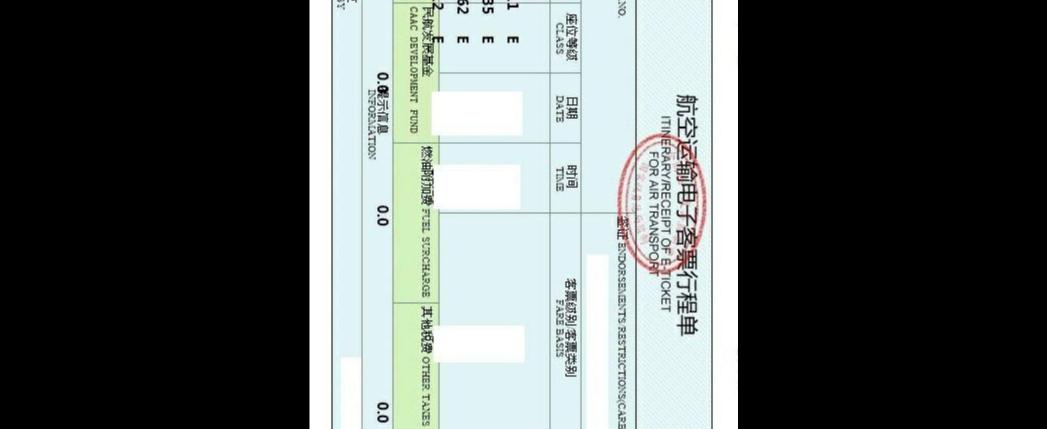 航空运输电子客票行程单
ITINERARY/RECEIPT OF E-TICKET
FOR AIR TRANSPORT
NO.
签注 ENDORSEMENTS/RESTRICTIONS(CARB
座位等级 日期 时间 客票级别/客票类别
CLASS DATE TIME FARE BASIS
1 E
35 E
62 E
2 E
民航发展基金 CAAC DEVELOPMENT FUND 燃油附加费 FUEL SURCHARGE 其他税费 OTHER TAXES
0.0 0.0 0.0
提示信息
INFORMATION
BY